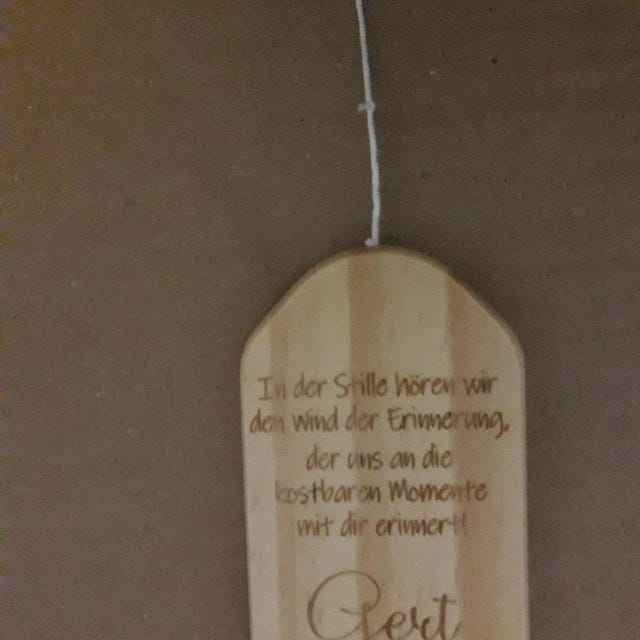 In der Stille hören wir
den Wind der Erinnerung,
der uns an die
kostbaren Momente
mit dir erinnert!
Gert